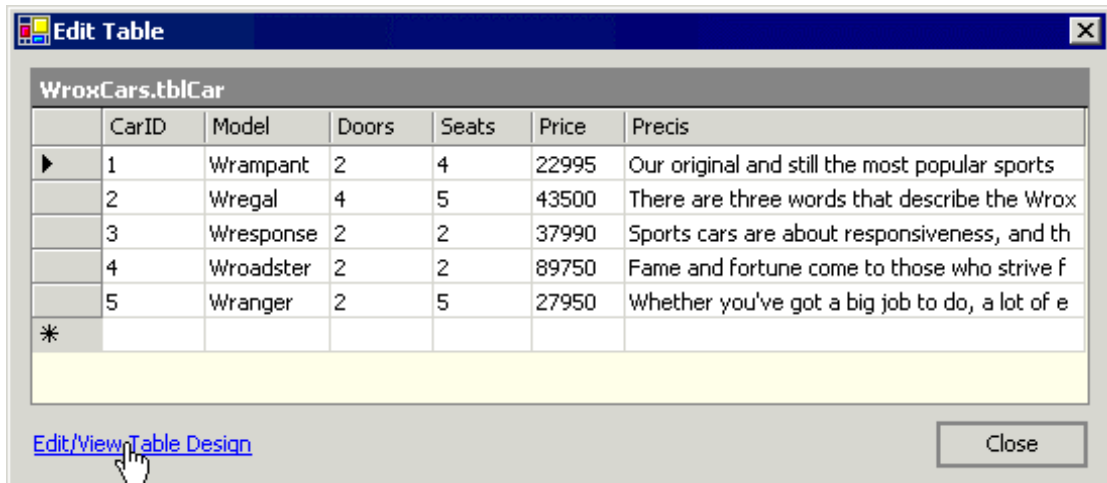 Edit Table
WroxCars.tblCar
CarID Model Doors Seats Price Precis
1 Wrampant 2 4 22995 Our original and still the most popular sports
2 Wregal 4 5 43500 There are three words that describe the Wrox
3 Wresponse 2 2 37990 Sports cars are about responsiveness, and th
4 Wroadster 2 2 89750 Fame and fortune come to those who strive f
5 Wranger 2 5 27950 Whether you've got a big job to do, a lot of e
Edit/View Table Design Close